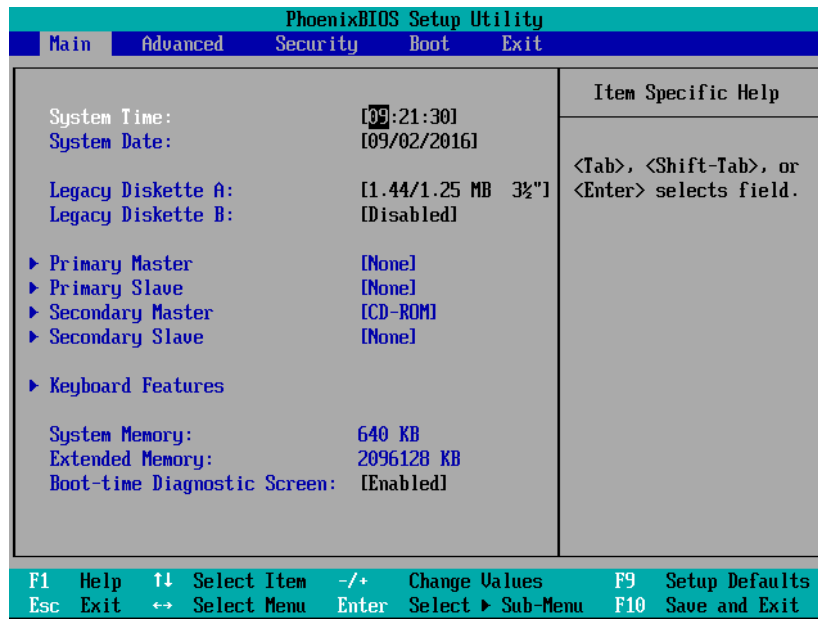 PhoenixBIOS Setup Utility
Main Advanced Security Boot Exit
Item Specific Help
System Time: [09:21:30]
System Date: [09/02/2016]
<Tab>, <Shift-Tab>, or
<Enter> selects field.
Legacy Diskette A: [1.44/1.25 MB 3½"]
Legacy Diskette B: [Disabled]
Primary Master [None]
Primary Slave [None]
Secondary Master [CD-ROM]
Secondary Slave [None]
Keyboard Features
System Memory: 640 KB
Extended Memory: 2096128 KB
Boot-time Diagnostic Screen: [Enabled]
F1 Help ↑↓ Select Item -/+ Change Values F9 Setup Defaults
Esc Exit ↔ Select Menu Enter Select ▶ Sub-Menu F10 Save and Exit